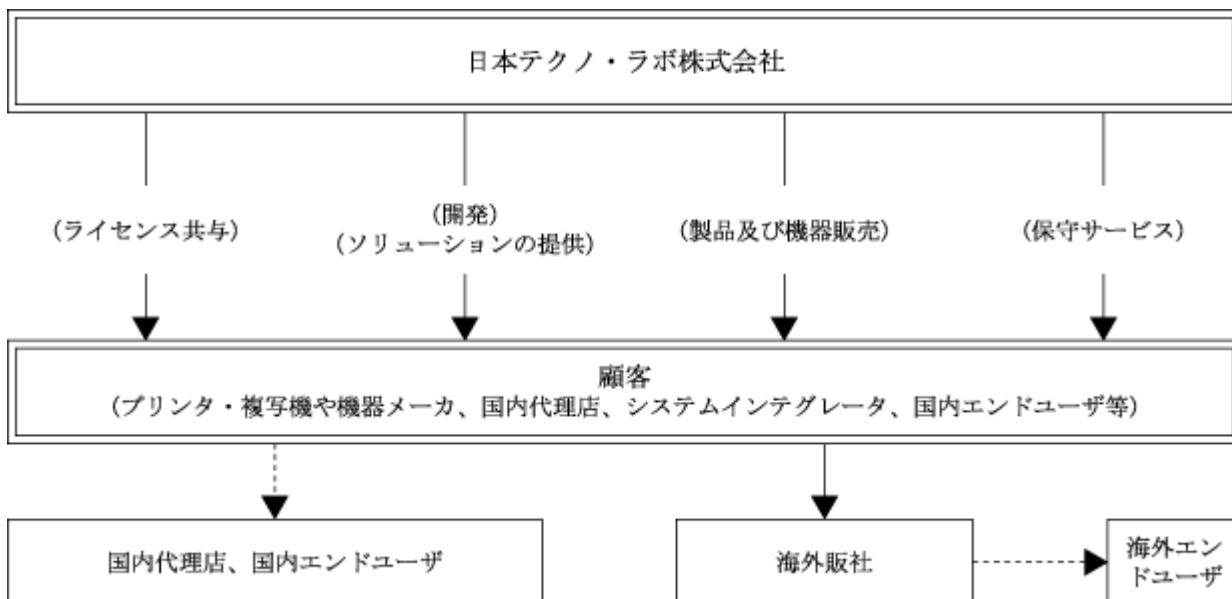 日本テクノ・ラボ株式会社
(ライセンス共与)
(開発)
(ソリューションの提供)
(製品及び機器販売)
(保守サービス)
顧客
(プリンタ・複写機や機器メーカ、国内代理店、システムインテグレータ、国内エンドユーザ等)
国内代理店、国内エンドユーザ
海外販社
海外エン
ドユーザ